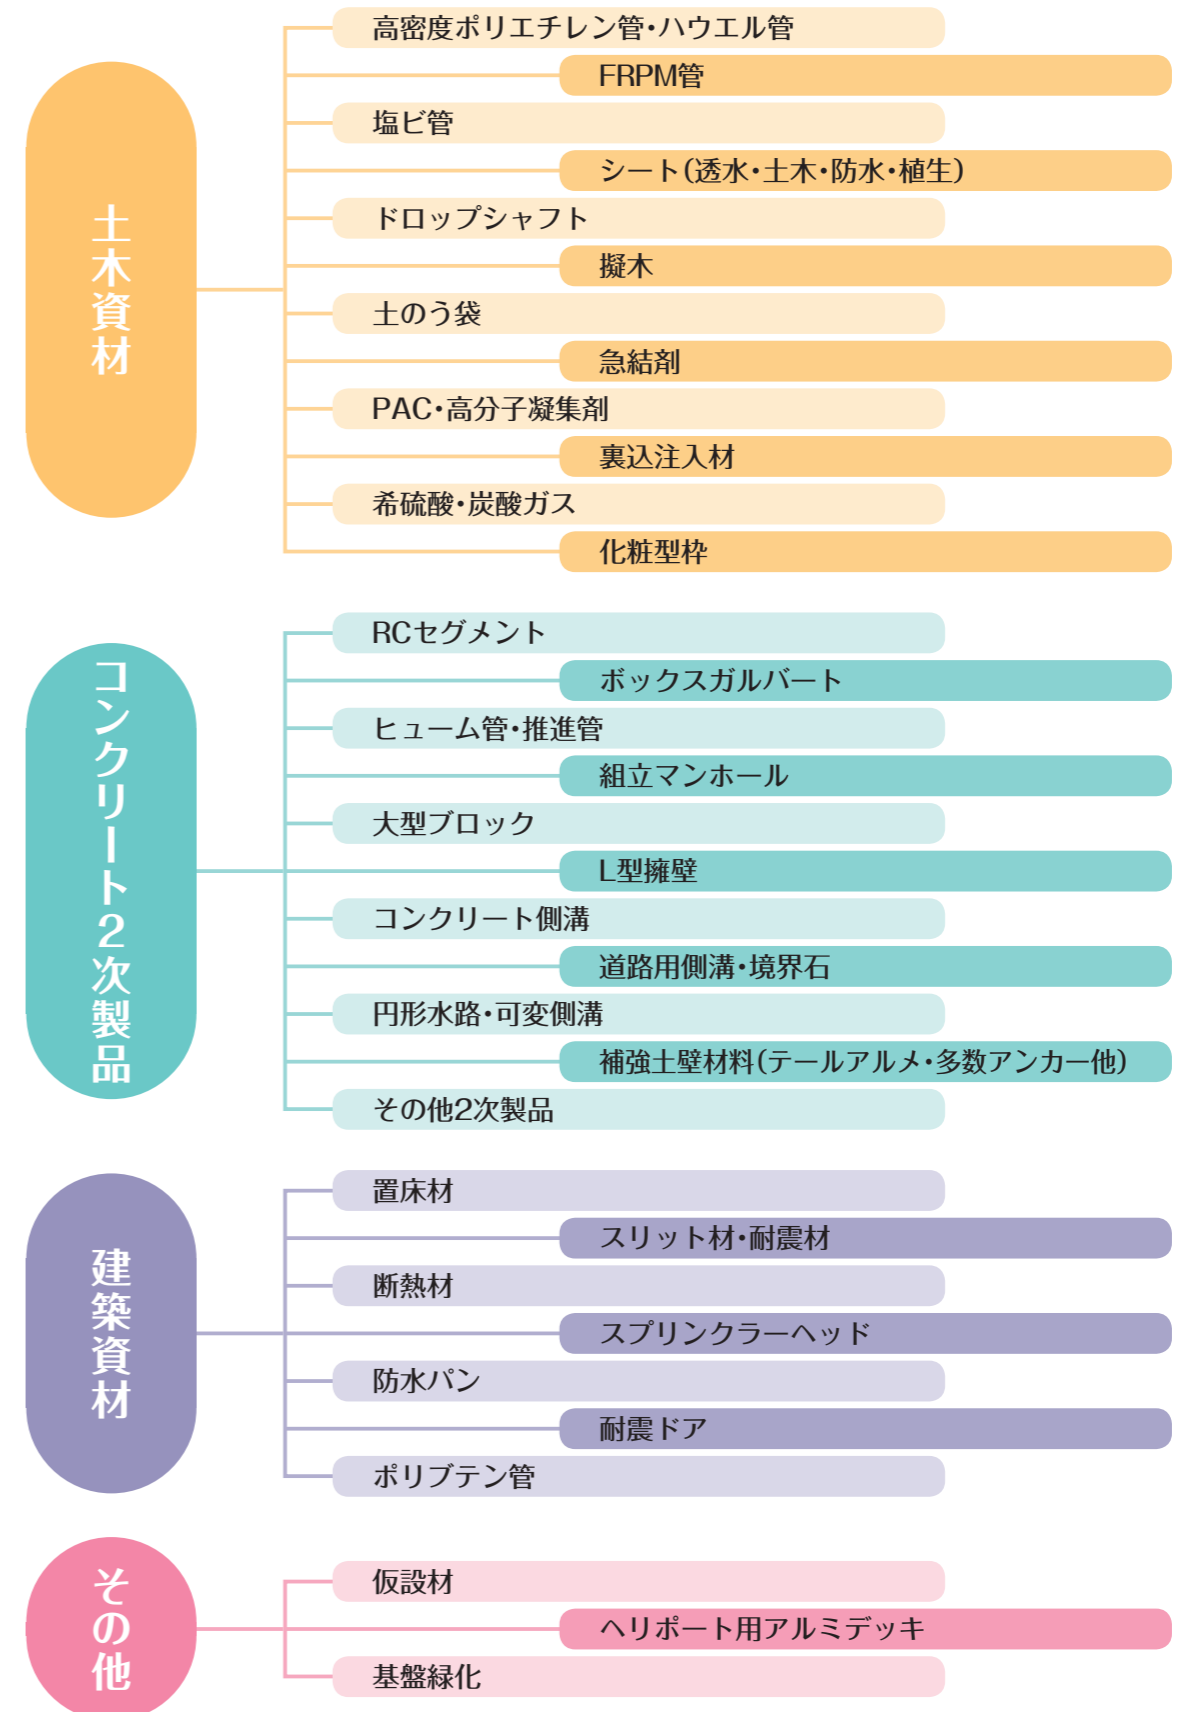 土木資材
高密度ポリエチレン管・ハウエル管
FRPM管
塩ビ管
シート(透水・土木・防水・植生)
ドロップシャフト
擬木
土のう袋
急結剤
PAC・高分子凝集剤
裏込注入材
希硫酸・炭酸ガス
化粧型枠
コンクリート2次製品
RCセグメント
ボックスガルバート
ヒューム管・推進管
組立マンホール
大型ブロック
L型擁壁
コンクリート側溝
道路用側溝・境界石
円形水路・可変側溝
補強土壁材料(テールアルメ・多数アンカー他)
その他2次製品
建築資材
置床材
スリット材・耐震材
断熱材
スプリンクラーヘッド
防水パン
耐震ドア
ポリブテン管
その他
仮設材
ヘリポート用アルミデッキ
基盤緑化